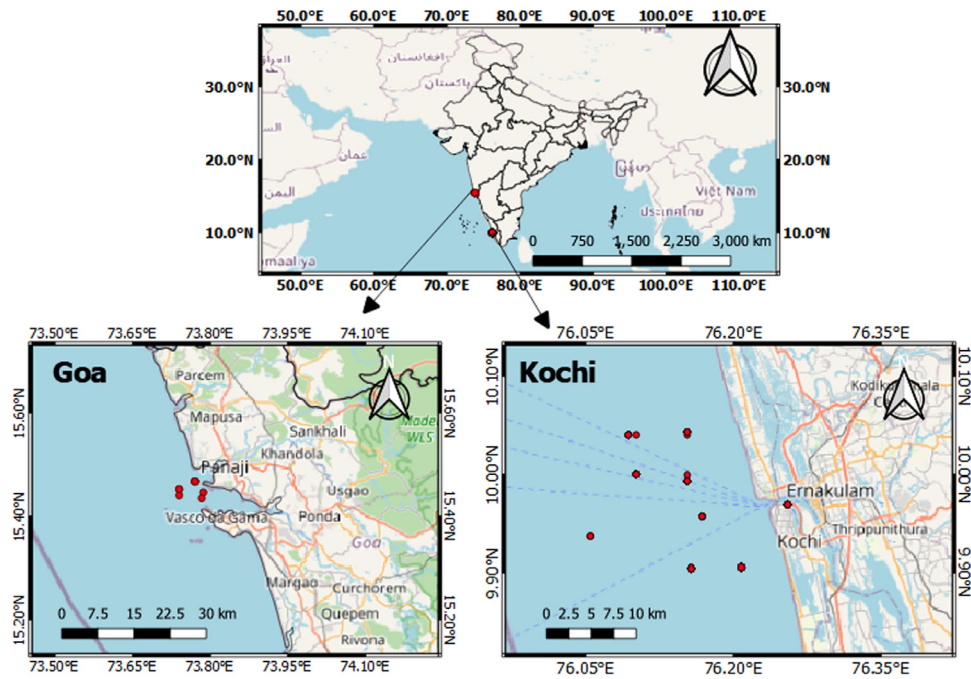 50.0°E 60.0°E 70.0°E 80.0°E 90.0°E 100.0°E 110.0°E
افغانستان
30.0°N 30.0°N
پاکستان
20.0°N 20.0°N
عمان
Việt Nam
اليمن
ประเทศไทย
10.0°N 10.0°N
0 750 1,500 2,250 3,000 km
maaliya
50.0°E 60.0°E 70.0°E 80.0°E 90.0°E 100.0°E 110.0°E
73.50°E 73.65°E 73.80°E 73.95°E 74.10°E
Goa
N
Parcem
15.60°N 15.60°N
Mapusa
Sankhali
Made
WLS
Khandola
Panaji
Usgao
15.40°N 15.40°N
Vasco da Gama
Ponda
Goa
Margao
Curchorem
0 7.5 15 22.5 30 km
Quepem
15.20°N 15.20°N
Rivona
73.50°E 73.65°E 73.80°E 73.95°E 74.10°E
76.05°E 76.20°E 76.35°E
Kochi
N
10.10°N 10.10°N
10.00°N 10.00°N
Ernakulam
Kochi
Thrippunithura
9.90°N 9.90°N
0 2.5 5 7.5 10 km
76.05°E 76.20°E 76.35°E